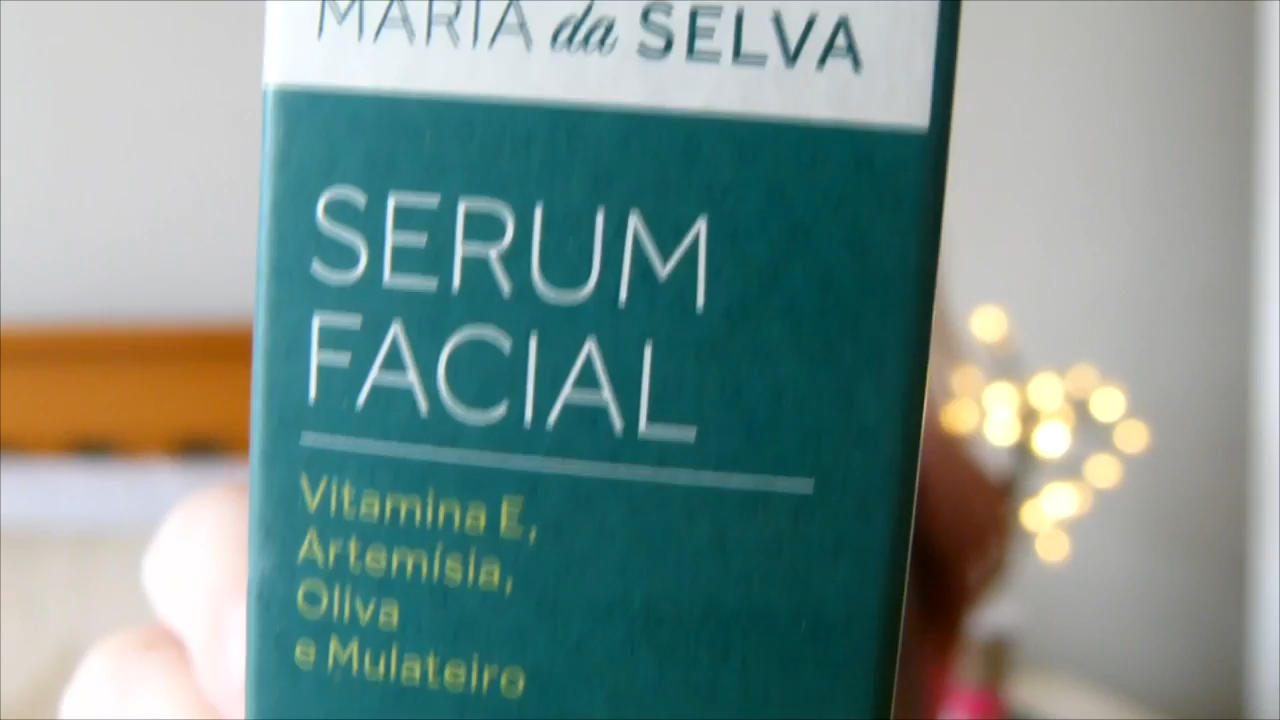 MARIA da SELVA
SERUM
FACIAL
Vitamina E,
Artemísia,
Oliva
e Mulateiro